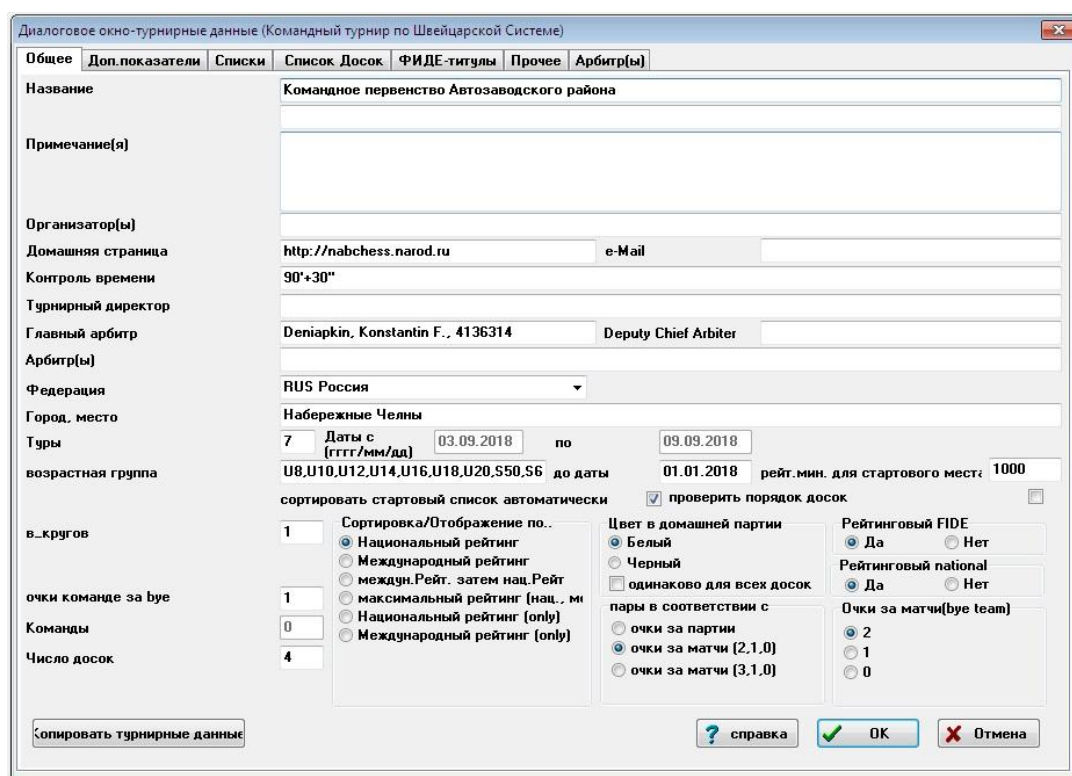 Диалоговое окно-турнирные данные (Командный турнир по Швейцарской Системе)
Общее Доп.показатели Списки Список Досок ФИДЕ-титулы Прочее Арбитр(ы)
Название Командное первенство Автозаводского района
Примечание(я)
Организатор(ы)
Домашняя страница http://nabchess.narod.ru e-Mail
Контроль времени 90'+30"
Турнирный директор
Главный арбитр Deniapkin, Konstantin F., 4136314 Deputy Chief Arbiter
Арбитр(ы)
Федерация RUS Россия
Город, место Набережные Челны
Туры 7 Даты с (гггг/мм/дд) 03.09.2018 по 09.09.2018
возрастная группа U8,U10,U12,U14,U16,U18,U20,S50,S6 до даты 01.01.2018 рейт.мин. для стартового места 1000
сортировать стартовый список автоматически проверить порядок досок
в_кругов 1
очки команде за bye 1
Команды 0
Число досок 4
Сортировка/Отображение по..
Национальный рейтинг
Международный рейтинг
междун.Рейт. затем нац.Рейт
максимальный рейтинг (нац., ме
Национальный рейтинг (only)
Международный рейтинг (only)
Цвет в домашней партии
Белый
Черный
одинаково для всех досок
пары в соответствии с
очки за партии
очки за матчи (2,1,0)
очки за матчи (3,1,0)
Рейтинговый FIDE
Да Нет
Рейтинговый national
Да Нет
Очки за матчи(bye team)
2
1
0
Копировать турнирные данные справка OK Отмена